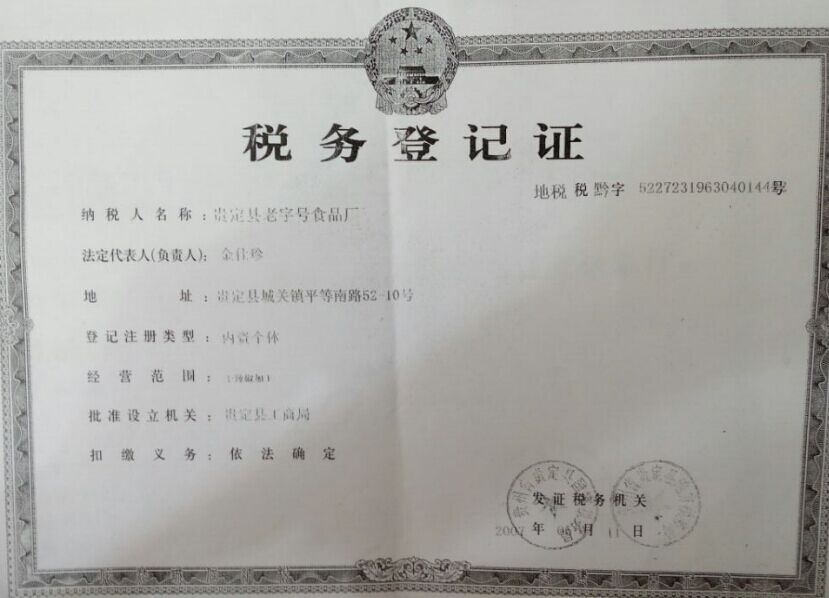 税务登记证
地税 税 黔 字 522723196304014 4号
纳税人名称：贵定县老字号食品厂
法定代表人(负责人)：金仕珍
地址：贵定县城关镇平等南路52-10号
登记注册类型：内资个体
经营范围：
批准设立机关：贵定县工商局
扣缴义务：依法确定
发证税务机关
2007 年 月 11 日